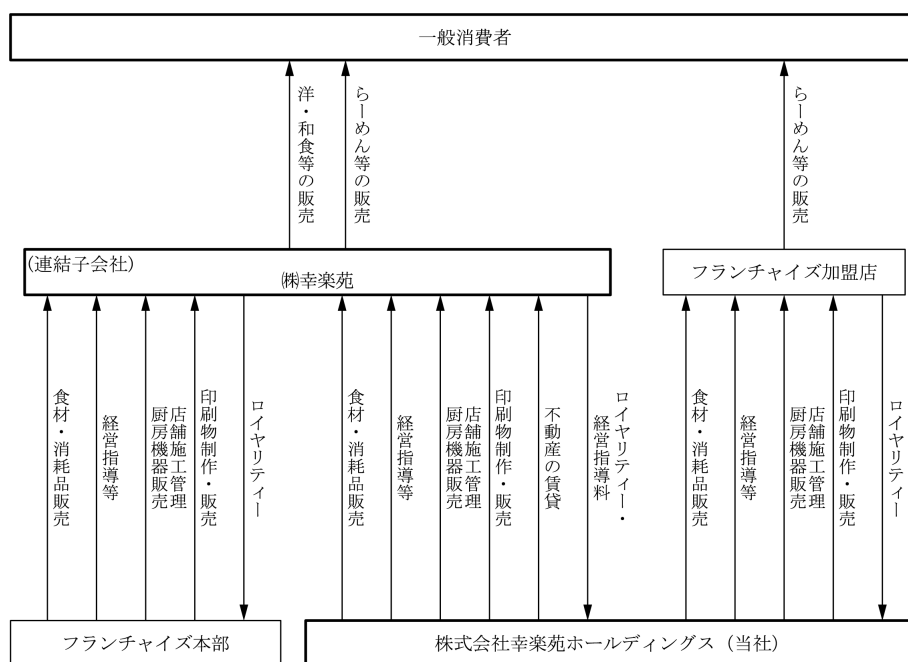 一般消費者
洋・和食等の販売
らーめん等の販売
らーめん等の販売
(連結子会社)
㈱幸楽苑
フランチャイズ加盟店
食材・消耗品販売
経営指導等
店舗施工管理
厨房機器販売
印刷物制作・販売
ロイヤリティー
食材・消耗品販売
経営指導等
店舗施工管理
厨房機器販売
印刷物制作・販売
不動産の賃貸
ロイヤリティー・
経営指導料
食材・消耗品販売
経営指導等
店舗施工管理
厨房機器販売
印刷物制作・販売
ロイヤリティー
フランチャイズ本部
株式会社幸楽苑ホールディングス（当社）